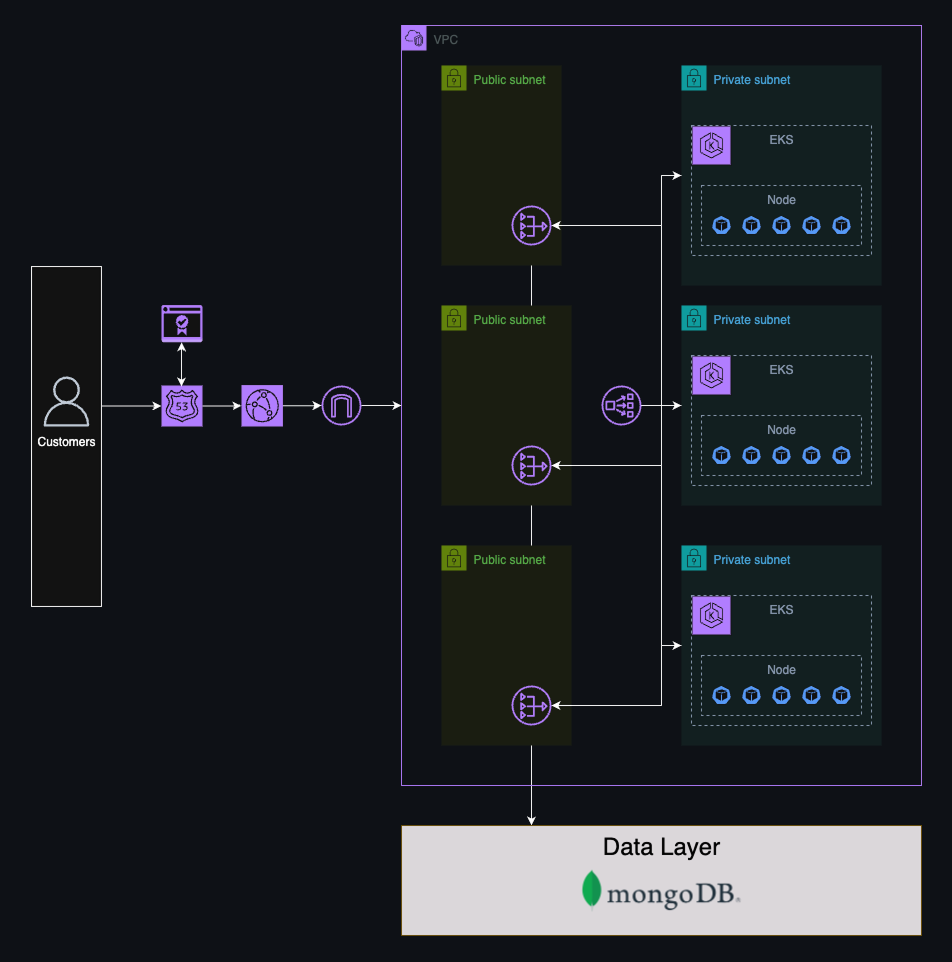 VPC
Public subnet
Private subnet
EKS
Node
Public subnet
Private subnet
EKS
Node
Customers
53
Public subnet
Private subnet
EKS
Node
Data Layer
mongoDB®